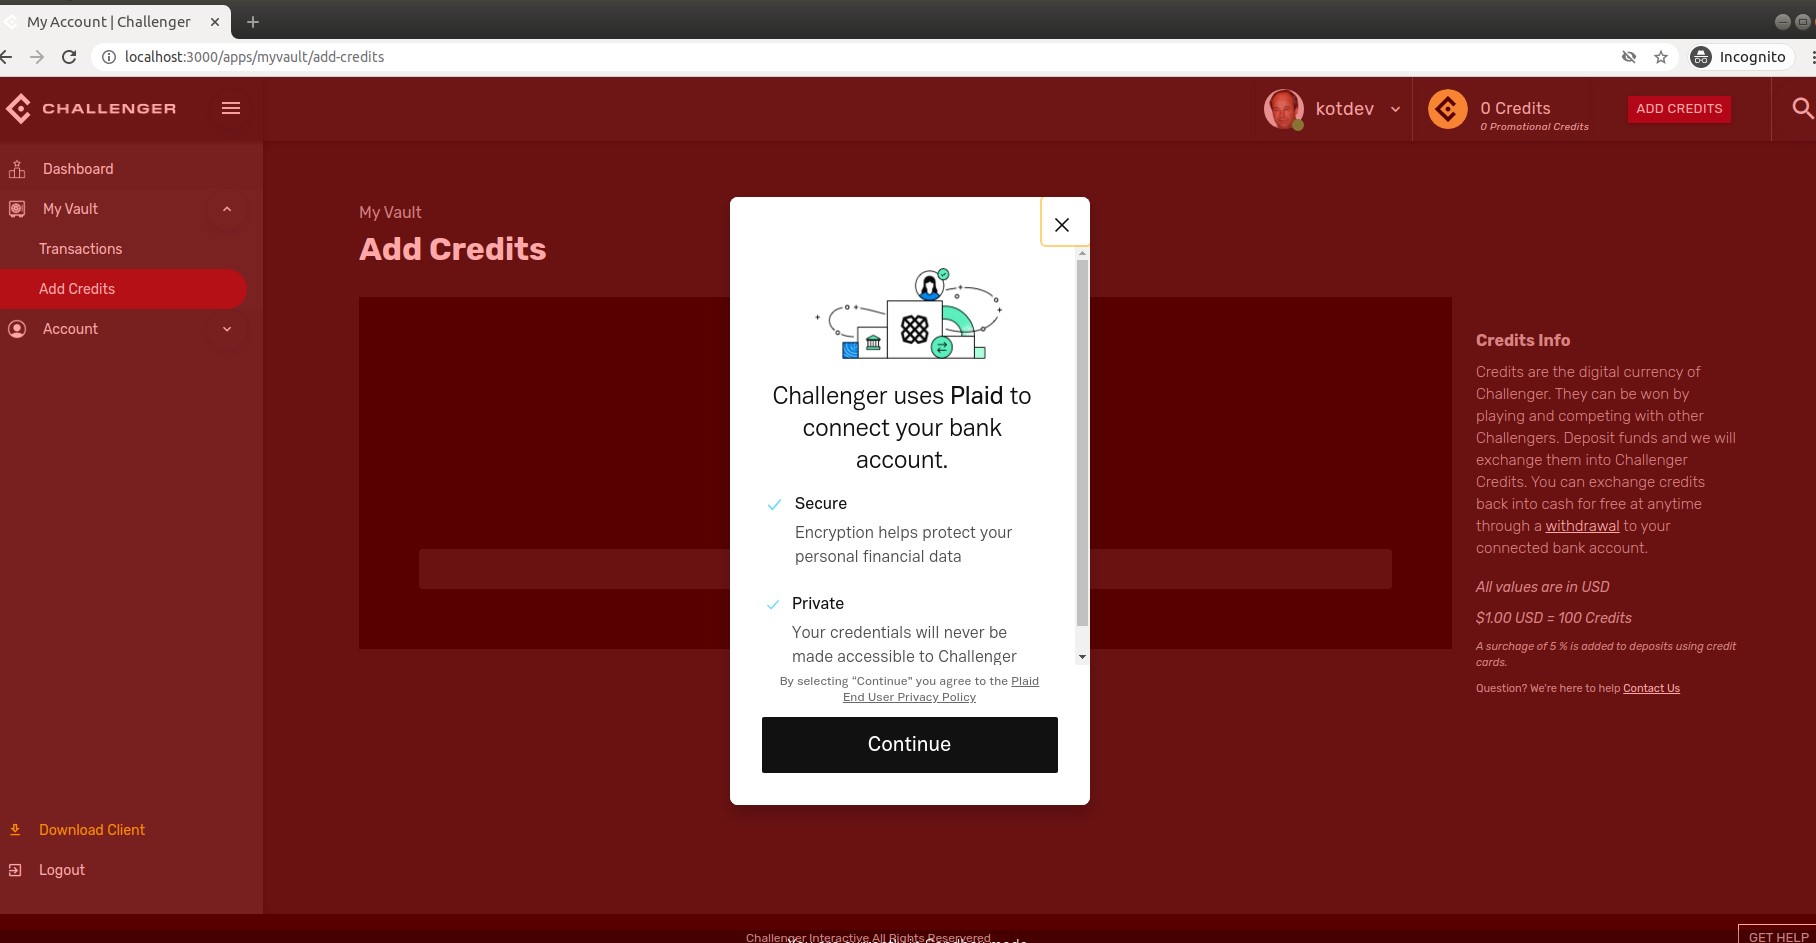 My Account | Challenger
localhost:3000/apps/myvault/add-credits
Incognito
CHALLENGER
kotdev
0 Credits
0 Promotional Credits
ADD CREDITS
Dashboard
My Vault
Transactions
Add Credits
Account
Download Client
Logout
My Vault
Add Credits
Challenger uses Plaid to
connect your bank
account.
Secure
Encryption helps protect your
personal financial data
Private
Your credentials will never be
made accessible to Challenger
By selecting “Continue” you agree to the Plaid
End User Privacy Policy
Continue
Credits Info
Credits are the digital currency of
Challenger. They can be won by
playing and competing with other
Challengers. Deposit funds and we will
exchange them into Challenger
Credits. You can exchange credits
back into cash for free at anytime
through a withdrawal to your
connected bank account.
All values are in USD
$1.00 USD = 100 Credits
A surchage of 5 % is added to deposits using credit
cards.
Question? We're here to help Contact Us
Challenger Interactive All Rights Reservered
GET HELP